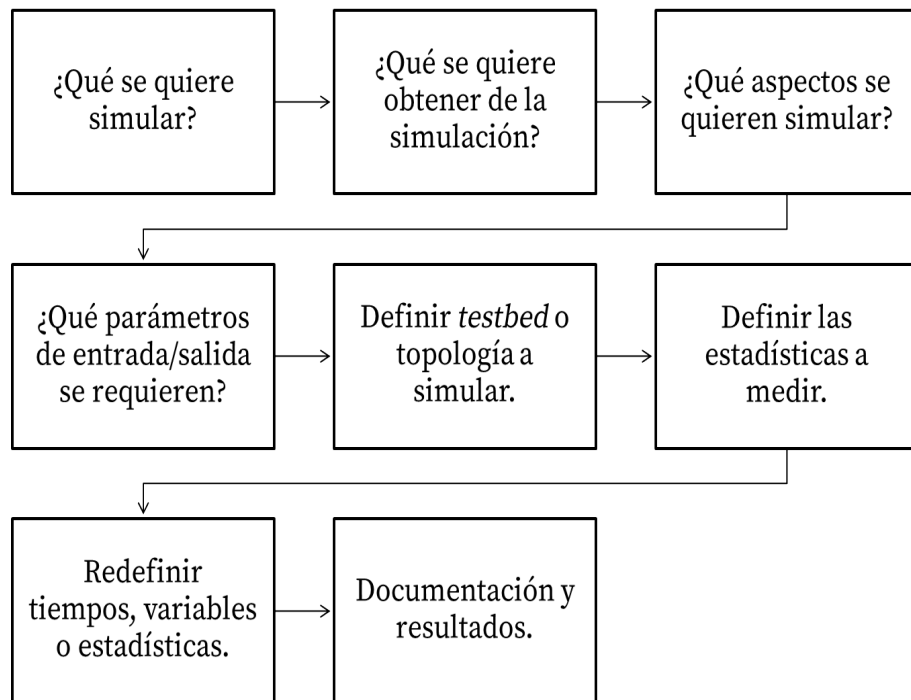 ¿Qué se quiere
simular?
¿Qué se quiere
obtener de la
simulación?
¿Qué aspectos se
quieren simular?
¿Qué parámetros
de entrada/salida
se requieren?
Definir testbed o
topología a
simular.
Definir las
estadísticas a
medir.
Redefinir
tiempos, variables
o estadísticas.
Documentación y
resultados.